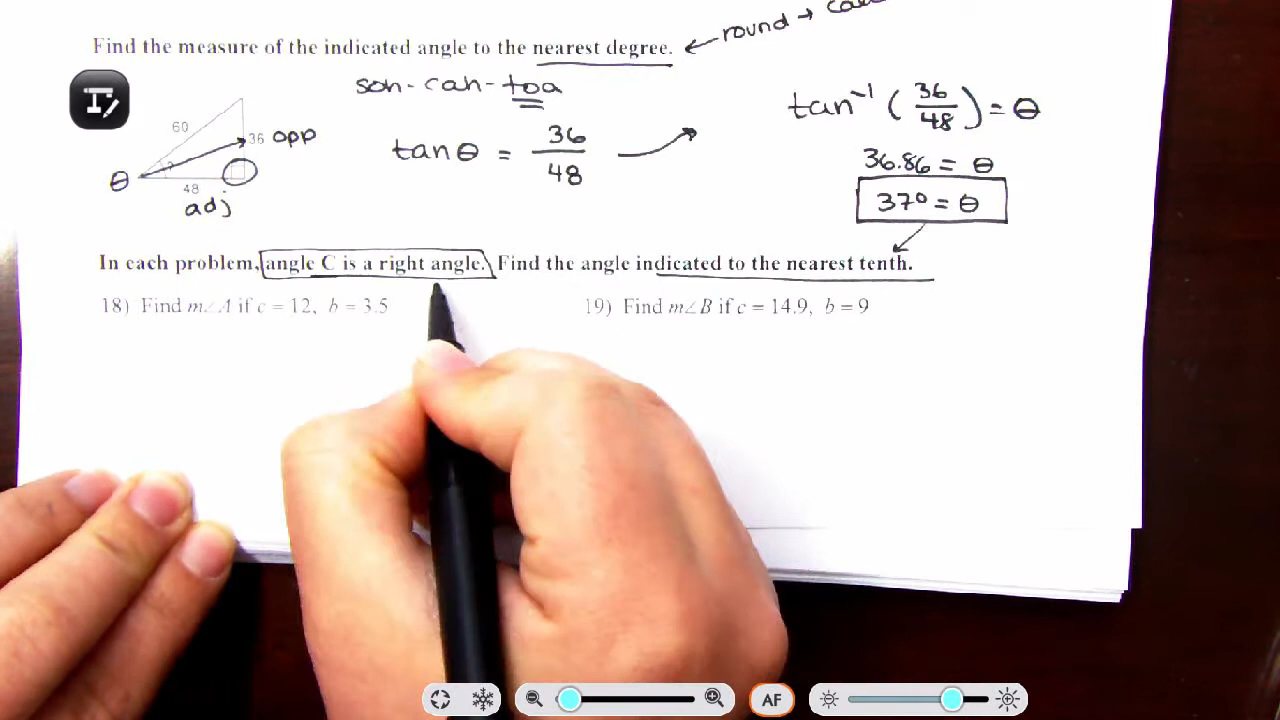 round →
Find the measure of the indicated angle to the nearest degree.
soh-cah-toa
60
36 opp
θ
48
adj
tanθ = 36/48
tan⁻¹ (36/48) = θ
36.86 = θ
37° = θ
In each problem, angle C is a right angle. Find the angle indicated to the nearest tenth.
18) Find m∠A if c = 12, b = 3.5
19) Find m∠B if c = 14.9, b = 9
AF